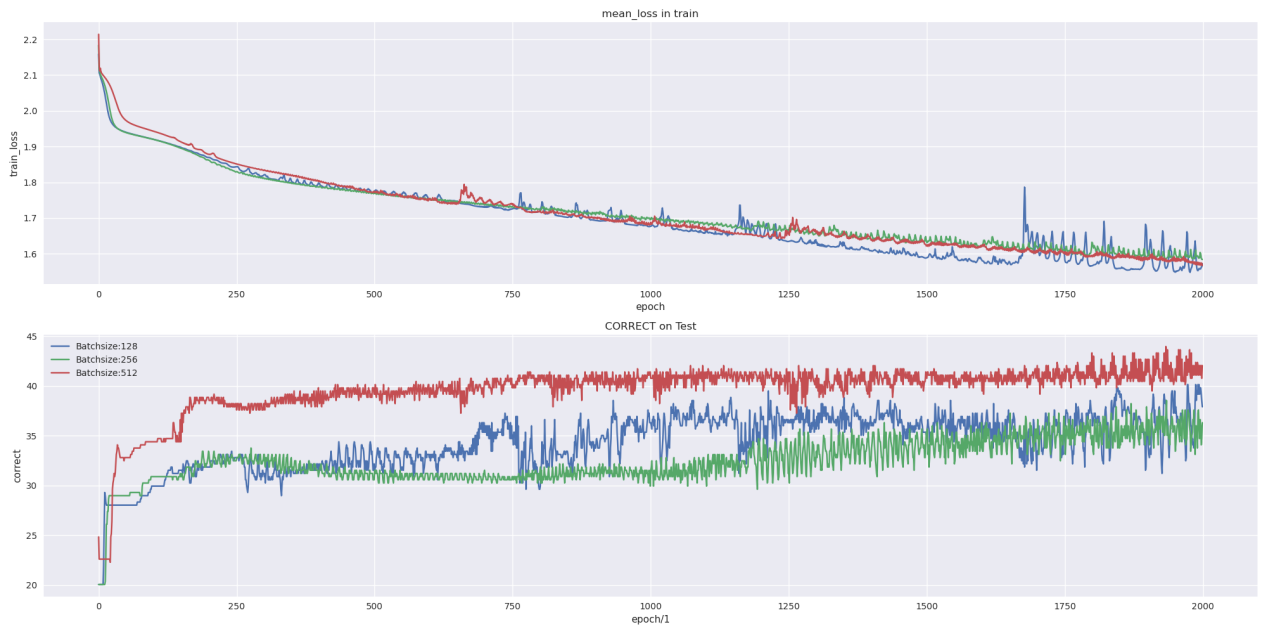 mean_loss in train
train_loss
2.2
2.1
2.0
1.9
1.8
1.7
1.6
0 250 500 750 1000 1250 1500 1750 2000
epoch
CORRECT on Test
correct
45
40
35
30
25
20
Batchsize:128
Batchsize:256
Batchsize:512
0 250 500 750 1000 1250 1500 1750 2000
epoch/1